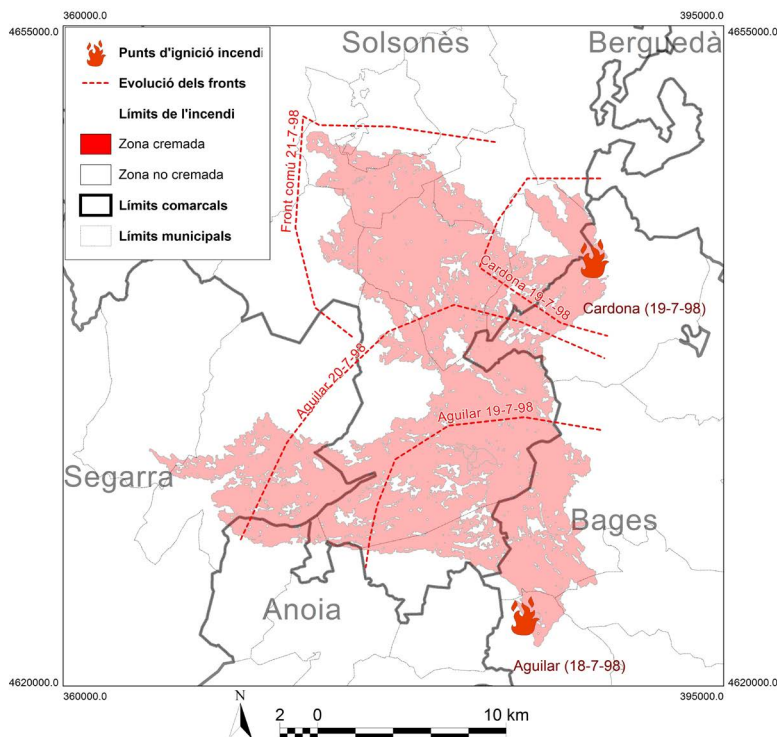 360000.0
395000.0
4655000.0
4655000.0
Solsonès
Berguedà
Punts d'ignició incendi
Evolució dels fronts
Límits de l'incendi
Zona cremada
Zona no cremada
Límits comarcals
Límits municipals
Front comú 21-7-98
Cardona 19-7-98
Cardona (19-7-98)
Aguilar 20-7-98
Aguilar 19-7-98
Segarra
Bages
Anoia
Aguilar (18-7-98)
4620000.0
4620000.0
360000.0
395000.0
N
2 0 10 km